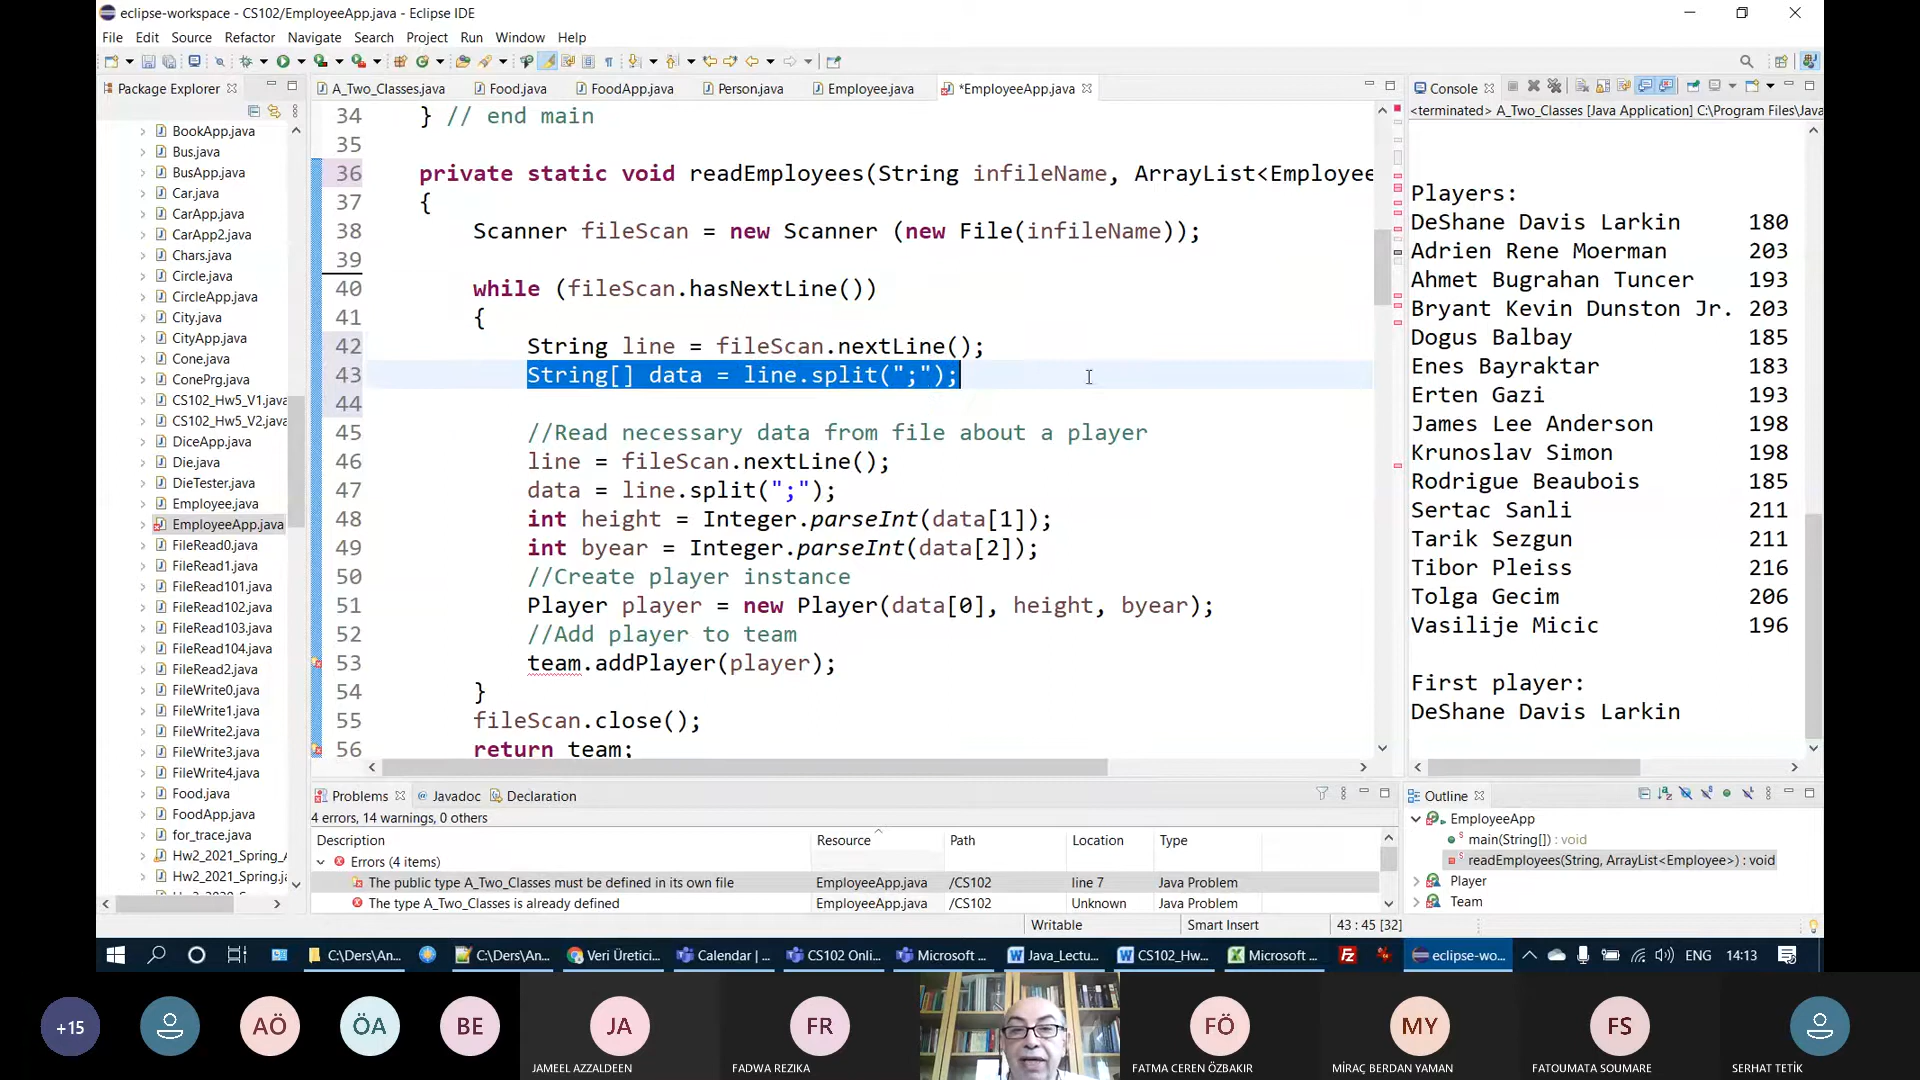 eclipse-workspace - CS102/EmployeeApp.java - Eclipse IDE
File Edit Source Refactor Navigate Search Project Run Window Help
Package Explorer
A_Two_Classes.java Food.java FoodApp.java Person.java Employee.java *EmployeeApp.java
Console
<terminated> A_Two_Classes [Java Application] C:\Program Files\Java
BookApp.java
Bus.java
BusApp.java
Car.java
CarApp.java
CarApp2.java
Chars.java
Circle.java
CircleApp.java
City.java
CityApp.java
Cone.java
ConePrg.java
CS102_Hw5_V1.java
CS102_Hw5_V2.java
DiceApp.java
Die.java
DieTester.java
Employee.java
EmployeeApp.java
FileRead0.java
FileRead1.java
FileRead101.java
FileRead102.java
FileRead103.java
FileRead104.java
FileRead2.java
FileWrite0.java
FileWrite1.java
FileWrite2.java
FileWrite3.java
FileWrite4.java
Food.java
FoodApp.java
for_trace.java
Hw2_2021_Spring_A
Hw2_2021_Spring.ja
34 } // end main
35
36 private static void readEmployees(String infileName, ArrayList<Employee
37 {
38 Scanner fileScan = new Scanner (new File(infileName));
39
40 while (fileScan.hasNextLine())
41 {
42 String line = fileScan.nextLine();
43 String[] data = line.split(";");
44
45 //Read necessary data from file about a player
46 line = fileScan.nextLine();
47 data = line.split(";");
48 int height = Integer.parseInt(data[1]);
49 int byear = Integer.parseInt(data[2]);
50 //Create player instance
51 Player player = new Player(data[0], height, byear);
52 //Add player to team
53 team.addPlayer(player);
54 }
55 fileScan.close();
56 return team;
Players:
DeShane Davis Larkin 180
Adrien Rene Moerman 203
Ahmet Bugrahan Tuncer 193
Bryant Kevin Dunston Jr. 203
Dogus Balbay 185
Enes Bayraktar 183
Erten Gazi 193
James Lee Anderson 198
Krunoslav Simon 198
Rodrigue Beaubois 185
Sertac Sanli 211
Tarik Sezgun 211
Tibor Pleiss 216
Tolga Gecim 206
Vasilije Micic 196
First player:
DeShane Davis Larkin
Problems Javadoc Declaration
4 errors, 14 warnings, 0 others
Description Resource Path Location Type
Errors (4 items)
The public type A_Two_Classes must be defined in its own file EmployeeApp.java /CS102 line 7 Java Problem
The type A_Two_Classes is already defined EmployeeApp.java /CS102 Unknown Java Problem
Outline
EmployeeApp
main(String[]) : void
readEmployees(String, ArrayList<Employee>) : void
Player
Team
Writable Smart Insert 43 : 45 [32]
C:\Ders\An... C:\Ders\An... Veri Üretici... Calendar | ... CS102 Onli... Microsoft ... Java_Lectu... CS102_Hw... Microsoft ... eclipse-wo... ENG 14:13
+15 AÖ ÖA BE JA FR FÖ MY FS
JAMEEL AZZALDEEN FADWA REZIKA FATMA CEREN ÖZBAKIR MİRAÇ BERDAN YAMAN FATOUMATA SOUMARE SERHAT TETİK